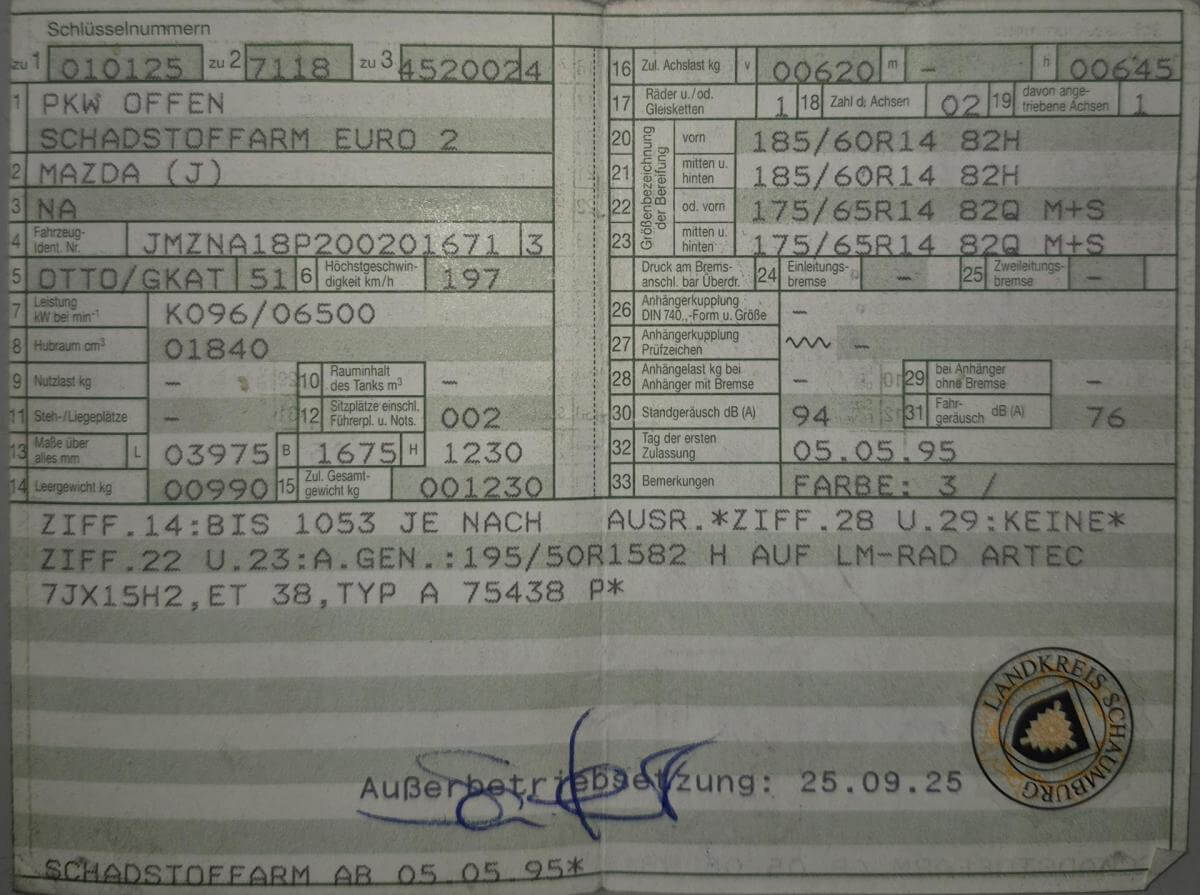 Schlüsselnummern
zu 1 010125 zu 2 7118 zu 3 4520024
1 PKW OFFEN
SCHADSTOFFARM EURO 2
2 MAZDA (J)
3 NA
4 Fahrzeug-Ident. Nr. JMZNA18P200201671 3
5 OTTO/GKAT 51 6 Höchstgeschwindigkeit km/h 197
7 Leistung kW bei min-1 K096/06500
8 Hubraum cm³ 01840
9 Nutzlast kg – 10 Rauminhalt des Tanks m³ –
11 Steh-/Liegeplätze – 12 Sitzplätze einschl. Führerpl. u. Nots. 002
13 Maße über alles mm L 03975 B 1675 H 1230
14 Leergewicht kg 00990 15 Zul. Gesamtgewicht kg 001230
16 Zul. Achslast kg v 00620 m – h 00645
17 Räder u./od. Gleisketten 1 18 Zahl d. Achsen 02 19 davon angetriebene Achsen 1
Größenbezeichnung der Bereifung
20 vorn 185/60R14 82H
21 mitten u. hinten 185/60R14 82H
22 od. vorn 175/65R14 82Q M+S
23 mitten u. hinten 175/65R14 82Q M+S
Druck am Bremsanschl. bar Überdr. 24 Einleitungsbremse – 25 Zweileitungsbremse –
26 Anhängerkupplung DIN 740.,-Form u. Größe –
27 Anhängerkupplung Prüfzeichen –
28 Anhängelast kg bei Anhänger mit Bremse – 29 bei Anhänger ohne Bremse –
30 Standgeräusch dB (A) 94 31 Fahrgeräusch dB (A) 76
32 Tag der ersten Zulassung 05.05.95
33 Bemerkungen FARBE: 3 /
ZIFF.14:BIS 1053 JE NACH AUSR.*ZIFF.28 U.29:KEINE*
ZIFF.22 U.23:A.GEN.:195/50R1582 H AUF LM-RAD ARTEC
7JX15H2,ET 38,TYP A 75438 P*
LANDKREIS SCHAUMBURG
Außerbetriebsetzung: 25.09.25
SCHADSTOFFARM AB 05.05.95*